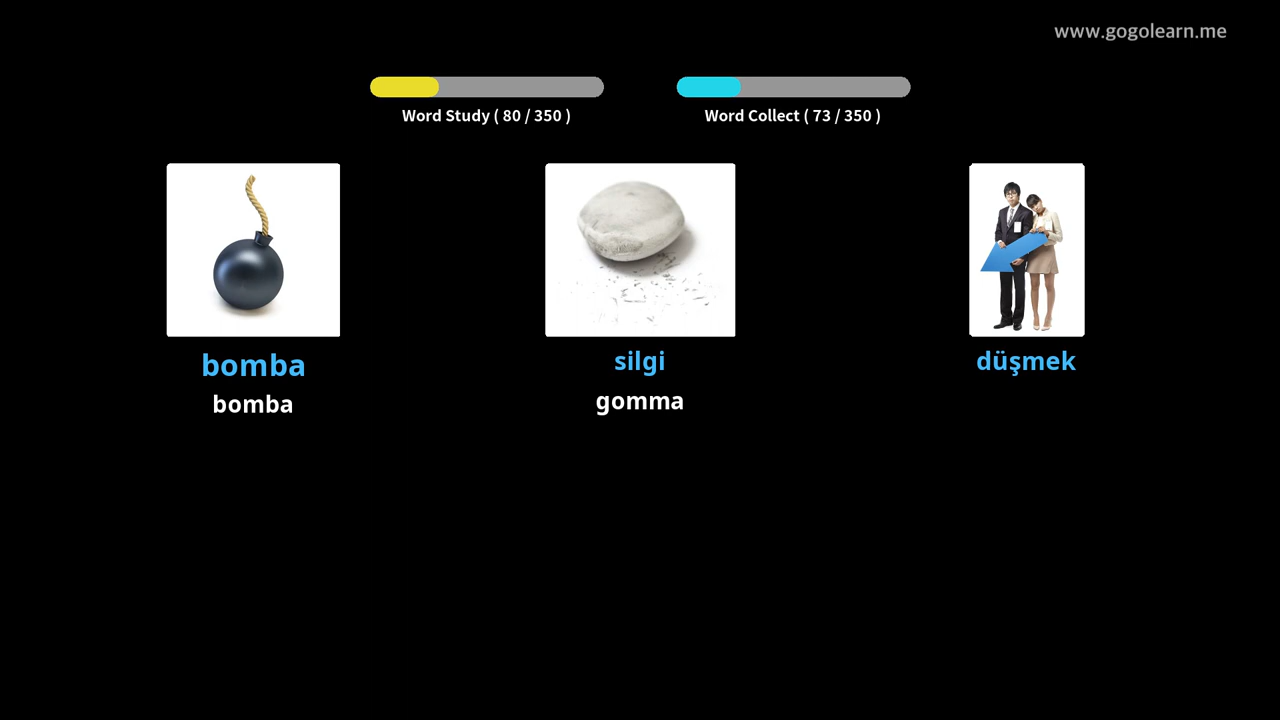 www.gogolearn.me
Word Study ( 80 / 350 )
Word Collect ( 73 / 350 )
bomba
bomba
silgi
gomma
düşmek